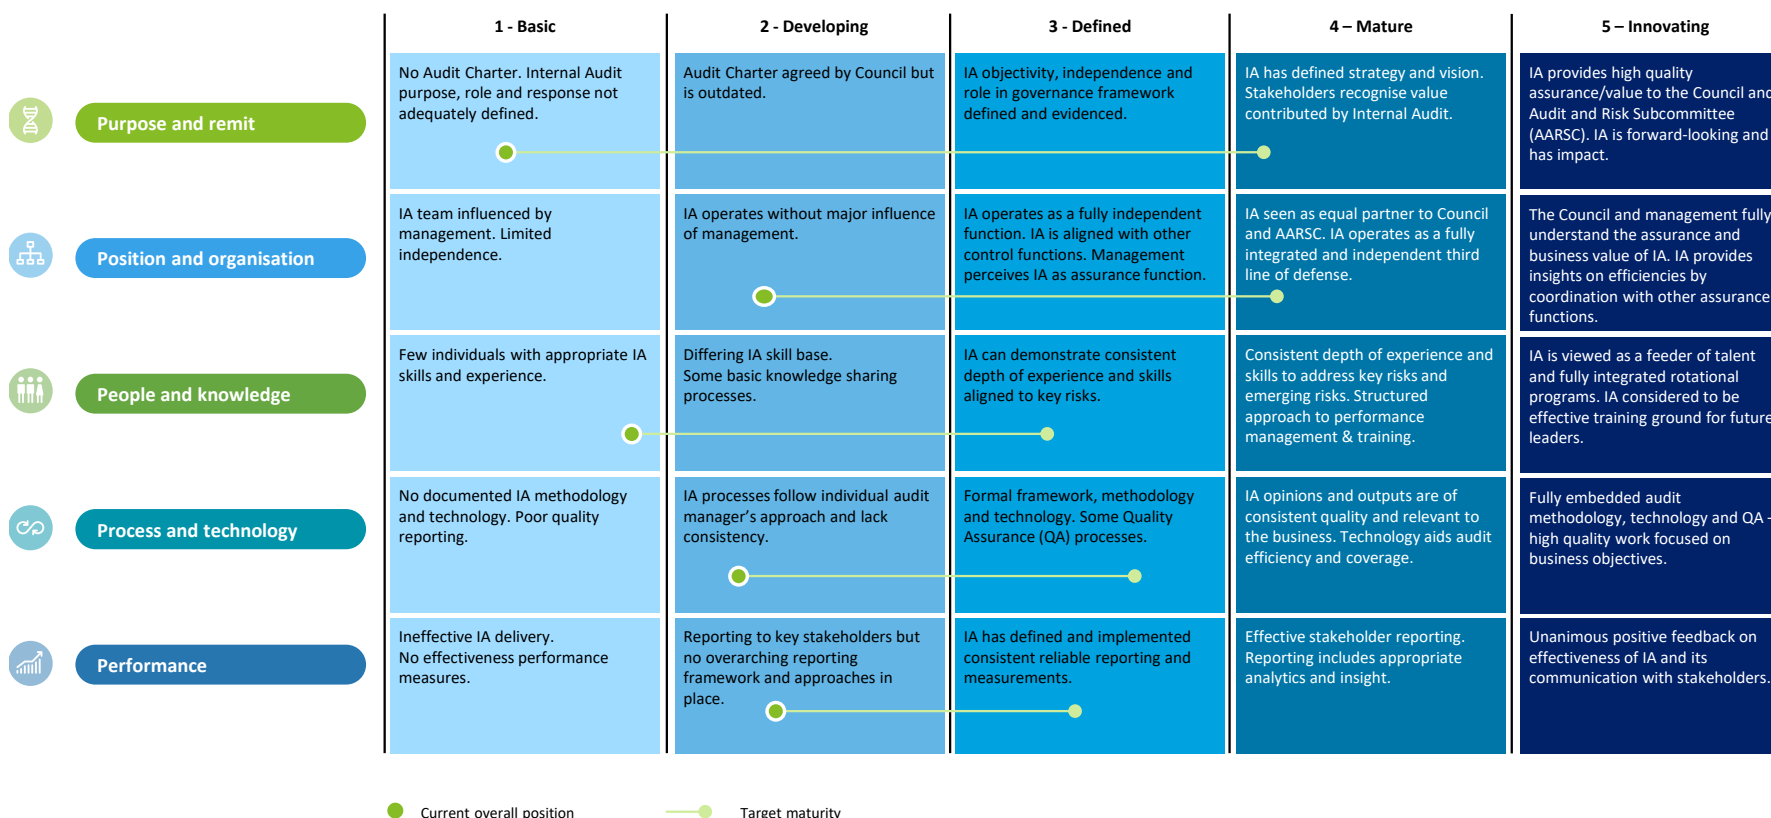 1 - Basic
2 - Developing
3 - Defined
4 – Mature
5 – Innovating
Purpose and remit
No Audit Charter. Internal Audit
purpose, role and response not
adequately defined.
Audit Charter agreed by Council but
is outdated.
IA objectivity, independence and
role in governance framework
defined and evidenced.
IA has defined strategy and vision.
Stakeholders recognise value
contributed by Internal Audit.
IA provides high quality
assurance/value to the Council and
Audit and Risk Subcommittee
(AARSC). IA is forward-looking and
has impact.
Position and organisation
IA team influenced by
management. Limited
independence.
IA operates without major influence
of management.
IA operates as a fully independent
function. IA is aligned with other
control functions. Management
perceives IA as assurance function.
IA seen as equal partner to Council
and AARSC. IA operates as a fully
integrated and independent third
line of defense.
The Council and management fully
understand the assurance and
business value of IA. IA provides
insights on efficiencies by
coordination with other assurance
functions.
People and knowledge
Few individuals with appropriate IA
skills and experience.
Differing IA skill base.
Some basic knowledge sharing
processes.
IA can demonstrate consistent
depth of experience and skills
aligned to key risks.
Consistent depth of experience and
skills to address key risks and
emerging risks. Structured
approach to performance
management & training.
IA is viewed as a feeder of talent
and fully integrated rotational
programs. IA considered to be
effective training ground for future
leaders.
Process and technology
No documented IA methodology
and technology. Poor quality
reporting.
IA processes follow individual audit
manager's approach and lack
consistency.
Formal framework, methodology
and technology. Some Quality
Assurance (QA) processes.
IA opinions and outputs are of
consistent quality and relevant to
the business. Technology aids audit
efficiency and coverage.
Fully embedded audit
methodology, technology and QA -
high quality work focused on
business objectives.
Performance
Ineffective IA delivery.
No effectiveness performance
measures.
Reporting to key stakeholders but
no overarching reporting
framework and approaches in
place.
IA has defined and implemented
consistent reliable reporting and
measurements.
Effective stakeholder reporting.
Reporting includes appropriate
analytics and insight.
Unanimous positive feedback on
effectiveness of IA and its
communication with stakeholders.
Current overall position
Target maturity